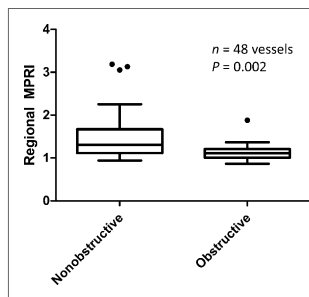 4
3
2
1
0
Regional MPRI
n = 48 vessels
P = 0.002
Nonobstructive
Obstructive